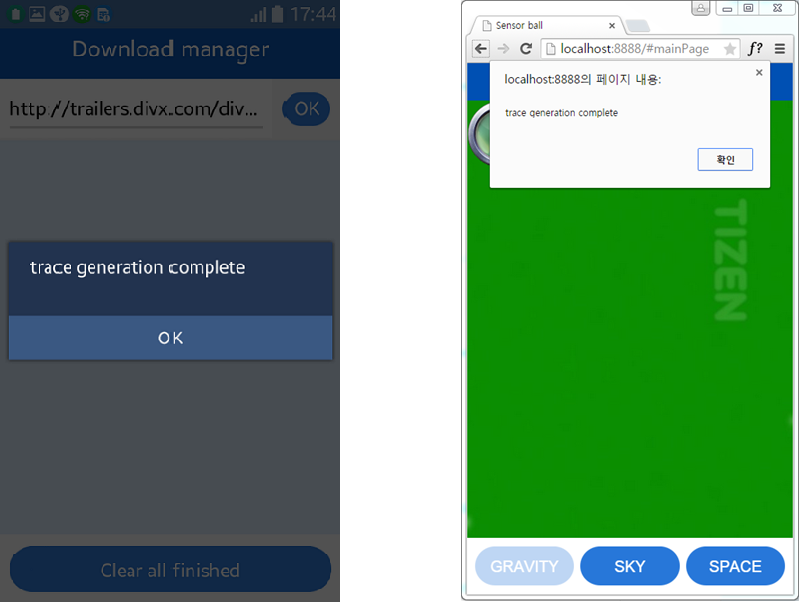 17:44
Download manager
http://trailers.divx.com/div...
OK
trace generation complete
OK
Clear all finished
Sensor ball
localhost:8888/#mainPage
f?
localhost:8888의 페이지 내용:
trace generation complete
확인
TIZEN
GRAVITY
SKY
SPACE